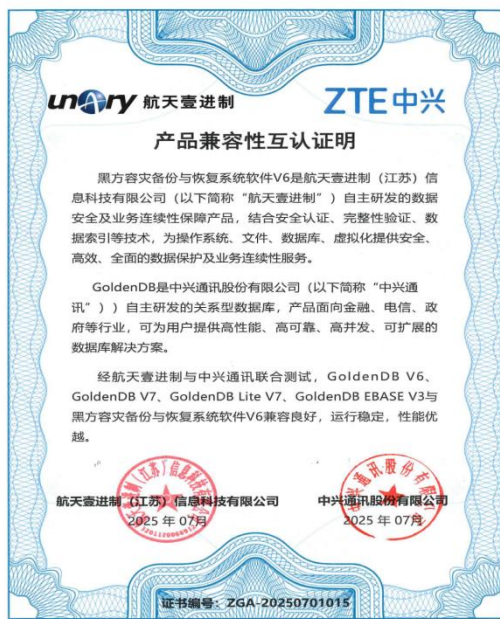 unary 航天壹进制
ZTE中兴
产品兼容性互认证明
黑方容灾备份与恢复系统软件V6是航天壹进制（江苏）信
息科技有限公司（以下简称“航天壹进制”）自主研发的数据
安全及业务连续性保障产品，结合安全认证、完整性验证、数
据索引等技术，为操作系统、文件、数据库、虚拟化提供安全、
高效、全面的数据保护及业务连续性服务。
GoldenDB是中兴通讯股份有限公司（以下简称“中兴通
讯”））自主研发的关系型数据库，产品面向金融、电信、政
府等行业，可为用户提供高性能、高可靠、高并发、可扩展的
数据库解决方案。
经航天壹进制与中兴通讯联合测试，GoldenDB V6、
GoldenDB V7、GoldenDB Lite V7、GoldenDB EBASE V3与
黑方容灾备份与恢复系统软件V6兼容良好，运行稳定，性能优
越。
航天壹进制（江苏）信息科技有限公司
2025 年 07月
中兴通讯股份有限公司
2025 年 07月
证书编号：ZGA-20250701015